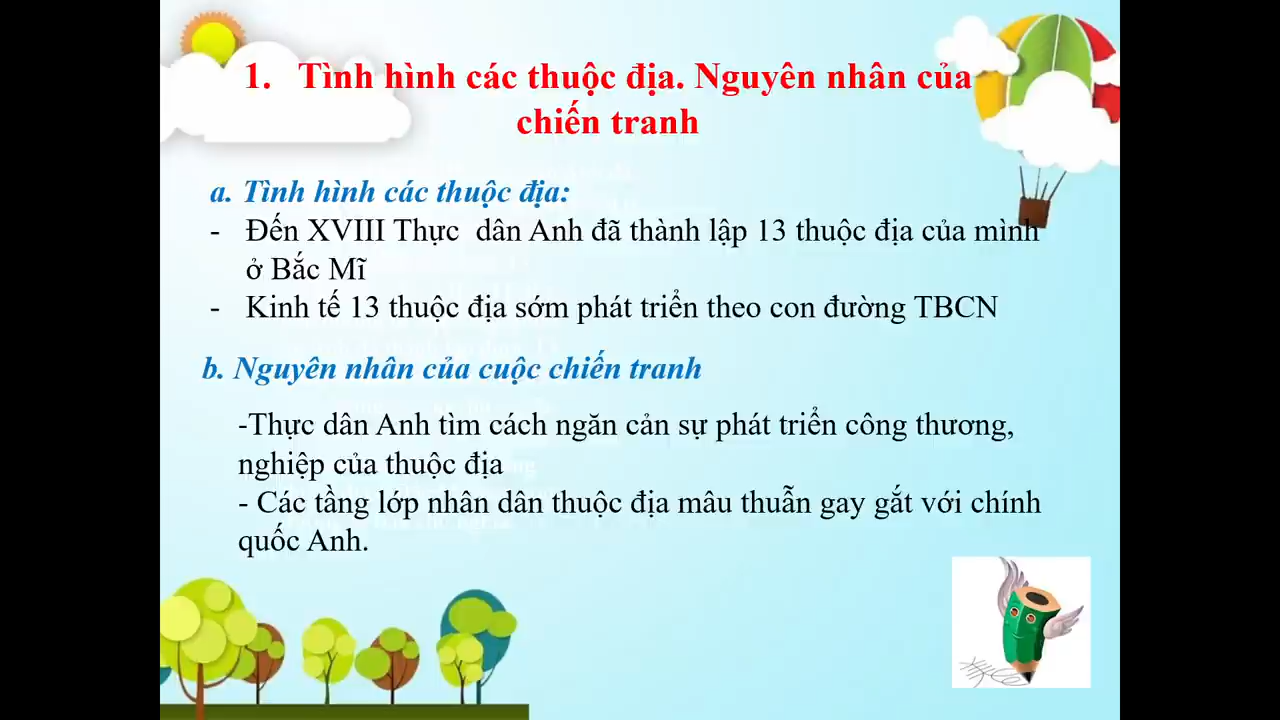 1. Tình hình các thuộc địa. Nguyên nhân của
chiến tranh
a. Tình hình các thuộc địa:
- Đến XVIII Thực dân Anh đã thành lập 13 thuộc địa của mình
ở Bắc Mĩ
- Kinh tế 13 thuộc địa sớm phát triển theo con đường TBCN
b. Nguyên nhân của cuộc chiến tranh
-Thực dân Anh tìm cách ngăn cản sự phát triển công thương,
nghiệp của thuộc địa
- Các tầng lớp nhân dân thuộc địa mâu thuẫn gay gắt với chính
quốc Anh.